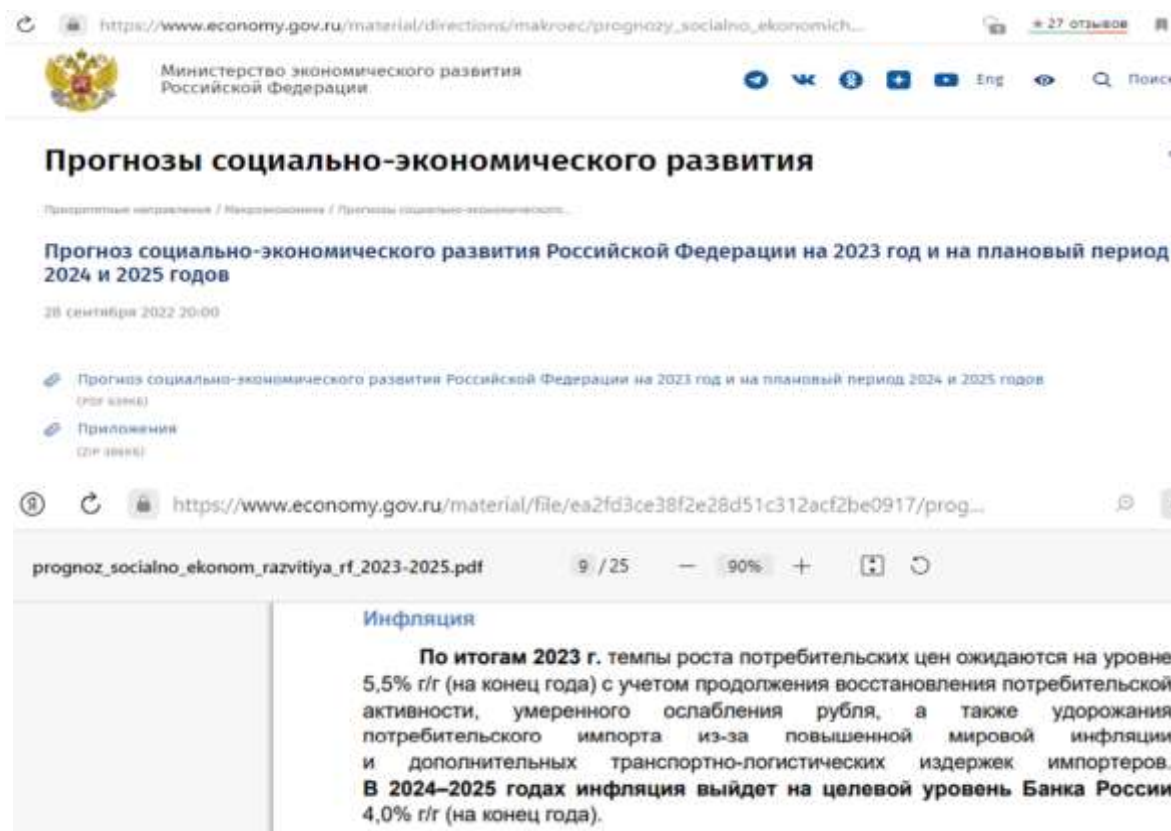 https://www.economy.gov.ru/material/directions/makroec/prognozy_socialno_ekonomich...
★ 27 отзывов
Министерство экономического развития
Российской Федерации
Eng
Поиск
Прогнозы социально-экономического развития
Приоритетные направления / Макроэкономика / Прогнозы социально-экономического...
Прогноз социально-экономического развития Российской Федерации на 2023 год и на плановый период
2024 и 2025 годов
28 сентября 2022 20:00
Прогноз социально-экономического развития Российской Федерации на 2023 год и на плановый период 2024 и 2025 годов
Приложения
https://www.economy.gov.ru/material/file/ea2fd3ce38f2e28d51c312acf2be0917/prog...
prognoz_socialno_ekonom_razvitiya_rf_2023-2025.pdf 9 / 25 — 90% +
Инфляция
По итогам 2023 г. темпы роста потребительских цен ожидаются на уровне
5,5% г/г (на конец года) с учетом продолжения восстановления потребительской
активности, умеренного ослабления рубля, а также удорожания
потребительского импорта из-за повышенной мировой инфляции
и дополнительных транспортно-логистических издержек импортеров.
В 2024–2025 годах инфляция выйдет на целевой уровень Банка России
4,0% г/г (на конец года).